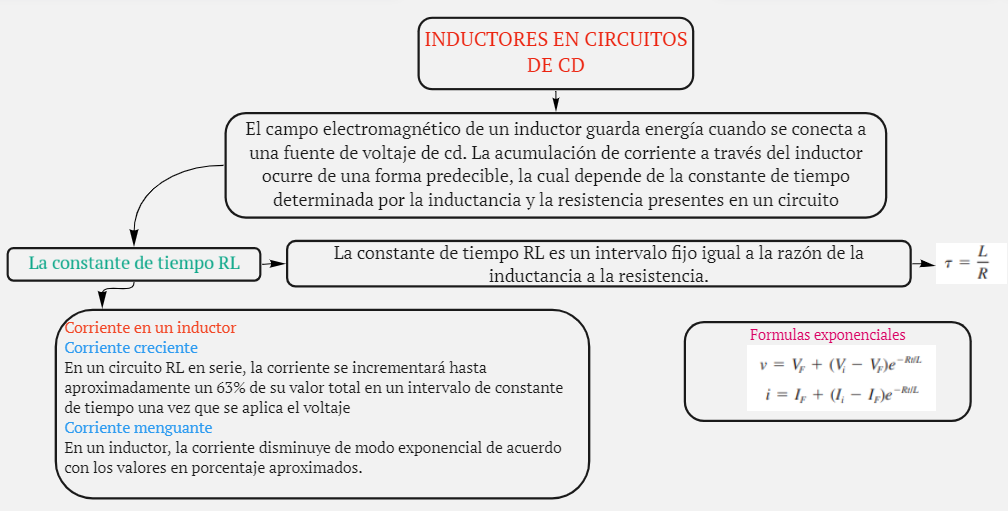 INDUCTORES EN CIRCUITOS
DE CD
El campo electromagnético de un inductor guarda energía cuando se conecta a
una fuente de voltaje de cd. La acumulación de corriente a través del inductor
ocurre de una forma predecible, la cual depende de la constante de tiempo
determinada por la inductancia y la resistencia presentes en un circuito
La constante de tiempo RL
La constante de tiempo RL es un intervalo fijo igual a la razón de la
inductancia a la resistencia.
τ = L/R
Corriente en un inductor
Corriente creciente
En un circuito RL en serie, la corriente se incrementará hasta
aproximadamente un 63% de su valor total en un intervalo de constante
de tiempo una vez que se aplica el voltaje
Corriente menguante
En un inductor, la corriente disminuye de modo exponencial de acuerdo
con los valores en porcentaje aproximados.
Formulas exponenciales
v = V_F + (V_i − V_F)e^{−Rt/L}
i = I_F + (I_i − I_F)e^{−Rt/L}